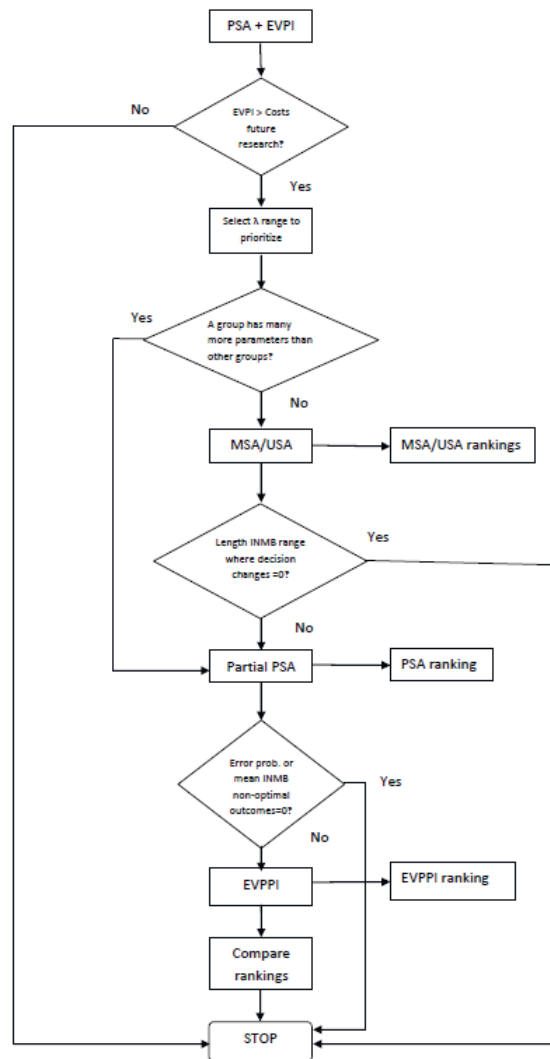 PSA + EVPI
No
EVPI > Costs
future
research?
Yes
Select λ range to
prioritize
Yes
A group has many
more parameters than
other groups?
No
MSA/USA
MSA/USA rankings
Length INMB range
where decision
changes =0?
Yes
No
Partial PSA
PSA ranking
Error prob. or
mean INMB
non-optimal
outcomes=0?
Yes
No
EVPPI
EVPPI ranking
Compare
rankings
STOP